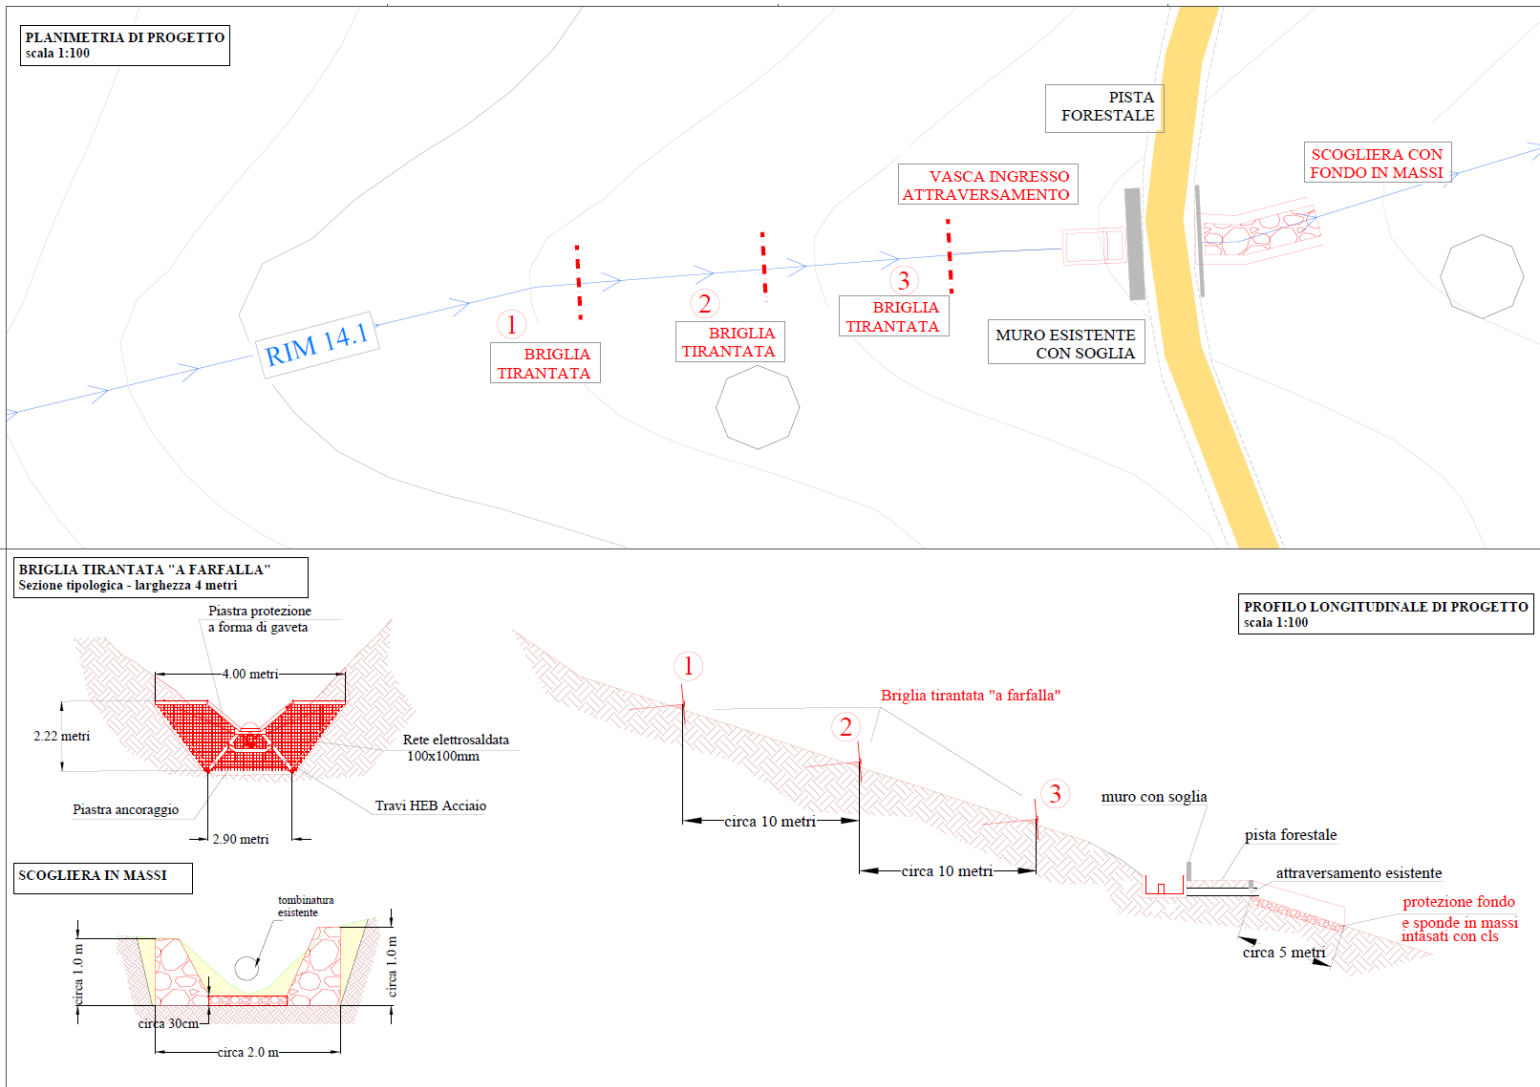 PLANIMETRIA DI PROGETTO
scala 1:100
PISTA
FORESTALE
SCOGLIERA CON
FONDO IN MASSI
VASCA INGRESSO
ATTRAVERSAMENTO
RIM 14.1
1
BRIGLIA
TIRANTATA
2
BRIGLIA
TIRANTATA
3
BRIGLIA
TIRANTATA
MURO ESISTENTE
CON SOGLIA
BRIGLIA TIRANTATA "A FARFALLA"
Sezione tipologica - larghezza 4 metri
Piastra protezione
a forma di gaveta
4.00 metri
2.22 metri
Rete elettrosaldata
100x100mm
Piastra ancoraggio
Travi HEB Acciaio
2.90 metri
SCOGLIERA IN MASSI
tombinatura
esistente
circa 1.0 m
circa 1.0 m
circa 30cm
circa 2.0 m
PROFILO LONGITUDINALE DI PROGETTO
scala 1:100
1
Briglia tirantata "a farfalla"
2
3
circa 10 metri
circa 10 metri
muro con soglia
pista forestale
attraversamento esistente
protezione fondo
e sponde in massi
intasati con cls
circa 5 metri